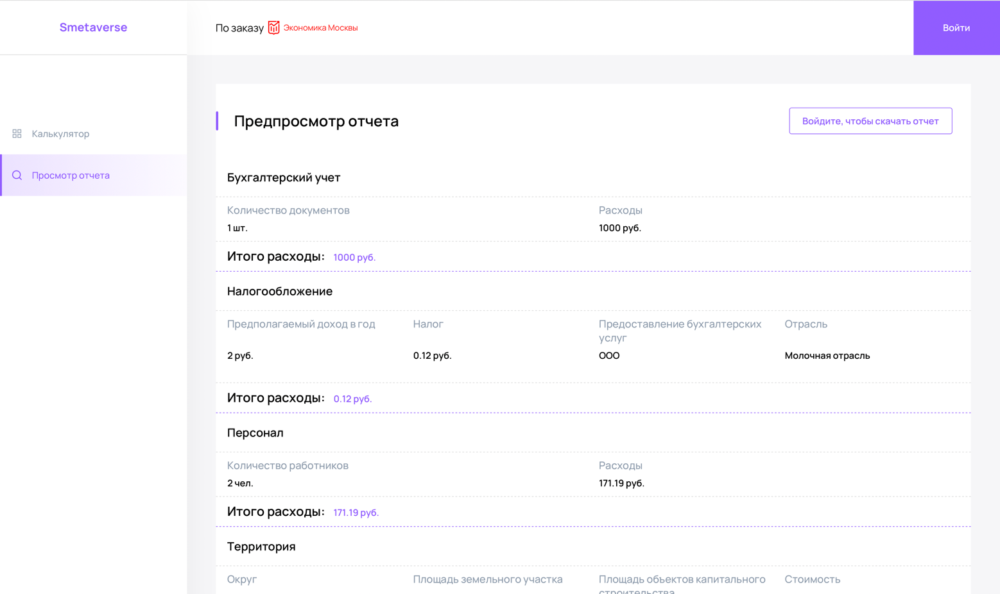 Smetaverse
По заказу Экономика Москвы
Войти
Калькулятор
Просмотр отчета
Предпросмотр отчета
Войдите, чтобы скачать отчет
Бухгалтерский учет
Количество документов Расходы
1 шт. 1000 руб.
Итого расходы: 1000 руб.
Налогообложение
Предполагаемый доход в год Налог Предоставление бухгалтерских Отрасль
услуг
2 руб. 0.12 руб. ООО Молочная отрасль
Итого расходы: 0.12 руб.
Персонал
Количество работников Расходы
2 чел. 171.19 руб.
Итого расходы: 171.19 руб.
Территория
Округ Площадь земельного участка Площадь объектов капитального Стоимость
строительства